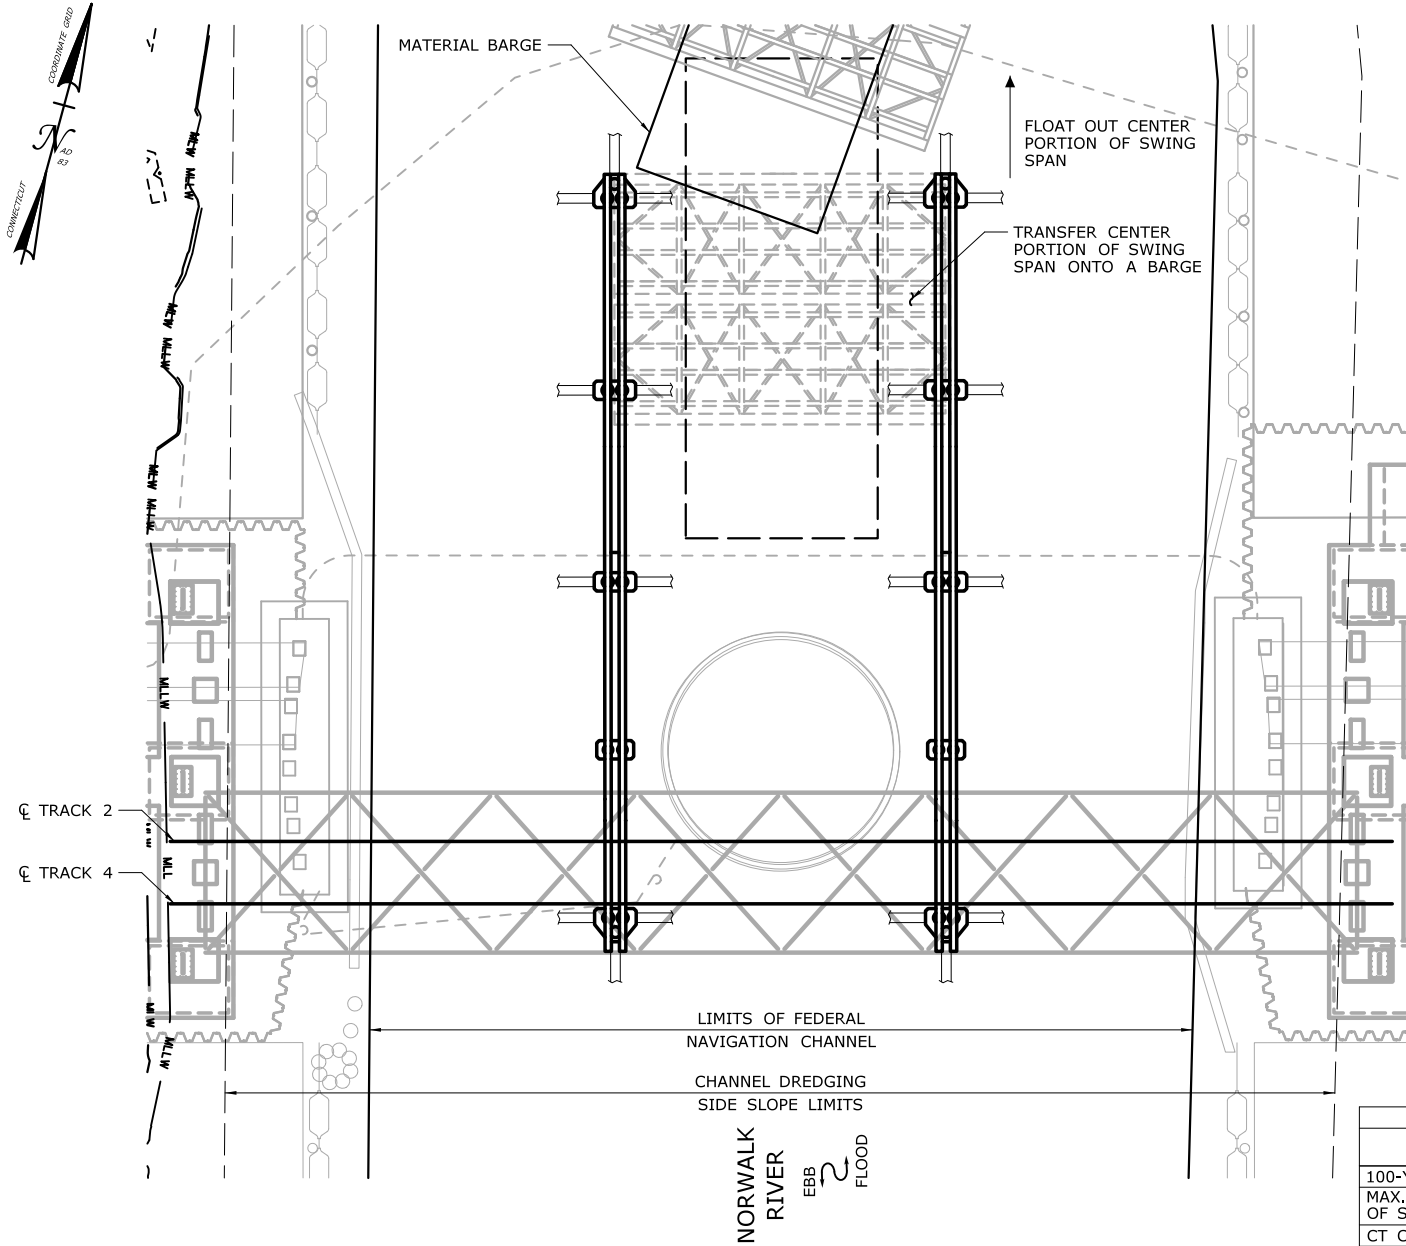 COORDINATE GRID
N
AD
83
CONNECTICUT
MATERIAL BARGE
FLOAT OUT CENTER
PORTION OF SWING
SPAN
TRANSFER CENTER
PORTION OF SWING
SPAN ONTO A BARGE
MLW MLLW
MLW MLLW
MLW MLLW
MLLW
℄ TRACK 2
℄ TRACK 4
MLL
MLW
MLLW
LIMITS OF FEDERAL
NAVIGATION CHANNEL
CHANNEL DREDGING
SIDE SLOPE LIMITS
NORWALK
RIVER
EBB
FLOOD
100-Y
MAX.
OF S
CT C